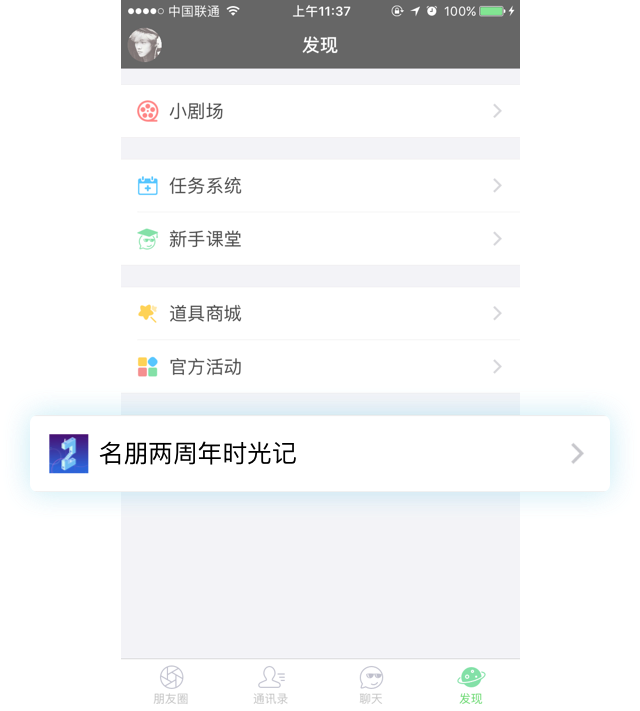 中国联通 上午11:37 100%
发现
小剧场
任务系统
新手课堂
道具商城
官方活动
名朋两周年时光记
朋友圈 通讯录 聊天 发现